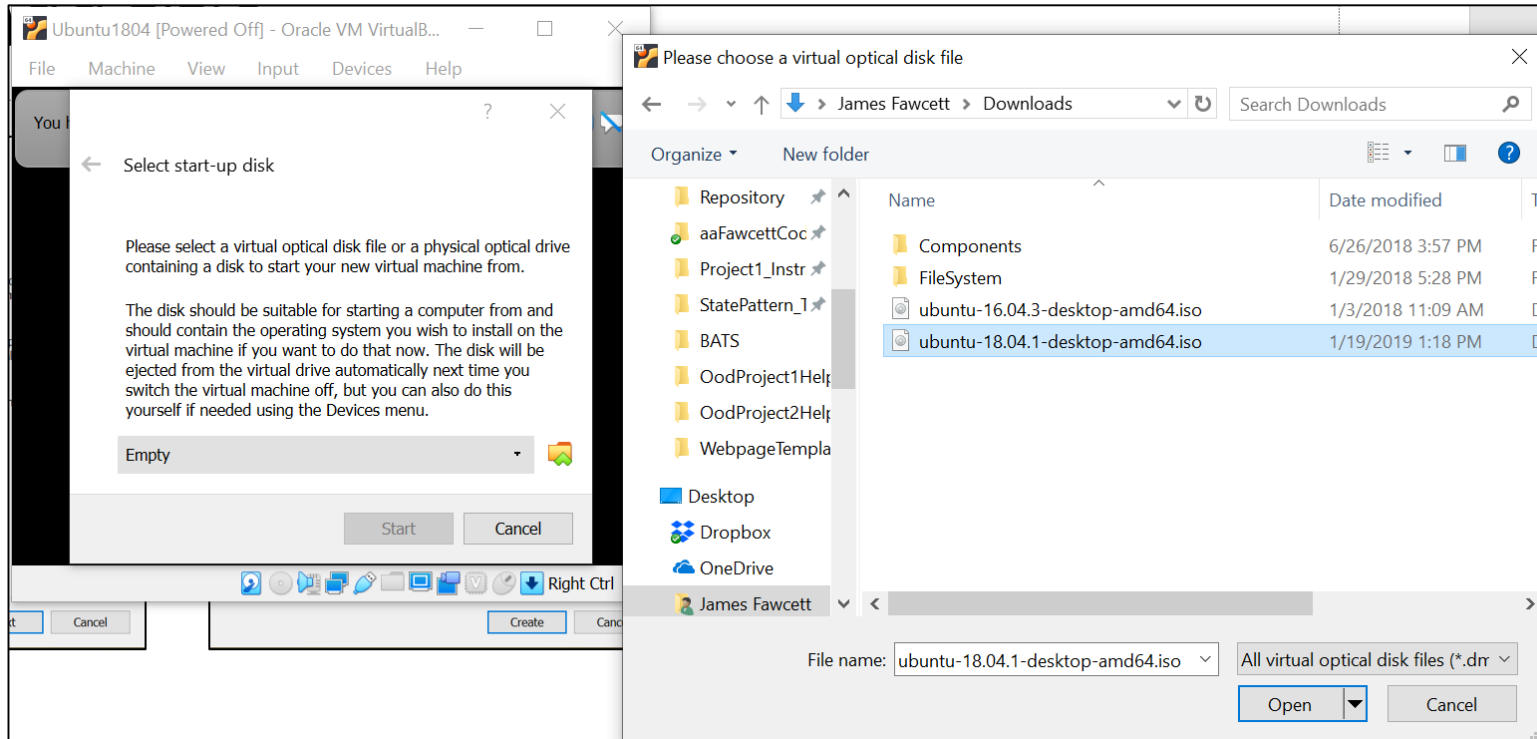 Ubuntu1804 [Powered Off] - Oracle VM VirtualB...
File Machine View Input Devices Help
You
?
Select start-up disk
Please select a virtual optical disk file or a physical optical drive
containing a disk to start your new virtual machine from.
The disk should be suitable for starting a computer from and
should contain the operating system you wish to install on the
virtual machine if you want to do that now. The disk will be
ejected from the virtual drive automatically next time you
switch the virtual machine off, but you can also do this
yourself if needed using the Devices menu.
Empty
Start Cancel
Right Ctrl
Cancel
Create Canc
Please choose a virtual optical disk file
James Fawcett > Downloads
Search Downloads
Organize New folder
?
Repository
aaFawcettCoc
Project1_Instr
StatePattern_T
BATS
OodProject1Help
OodProject2Help
WebpageTempla
Desktop
Dropbox
OneDrive
James Fawcett
Name Date modified
Components 6/26/2018 3:57 PM
FileSystem 1/29/2018 5:28 PM
ubuntu-16.04.3-desktop-amd64.iso 1/3/2018 11:09 AM
ubuntu-18.04.1-desktop-amd64.iso 1/19/2019 1:18 PM
File name: ubuntu-18.04.1-desktop-amd64.iso
All virtual optical disk files (*.dm
Open Cancel